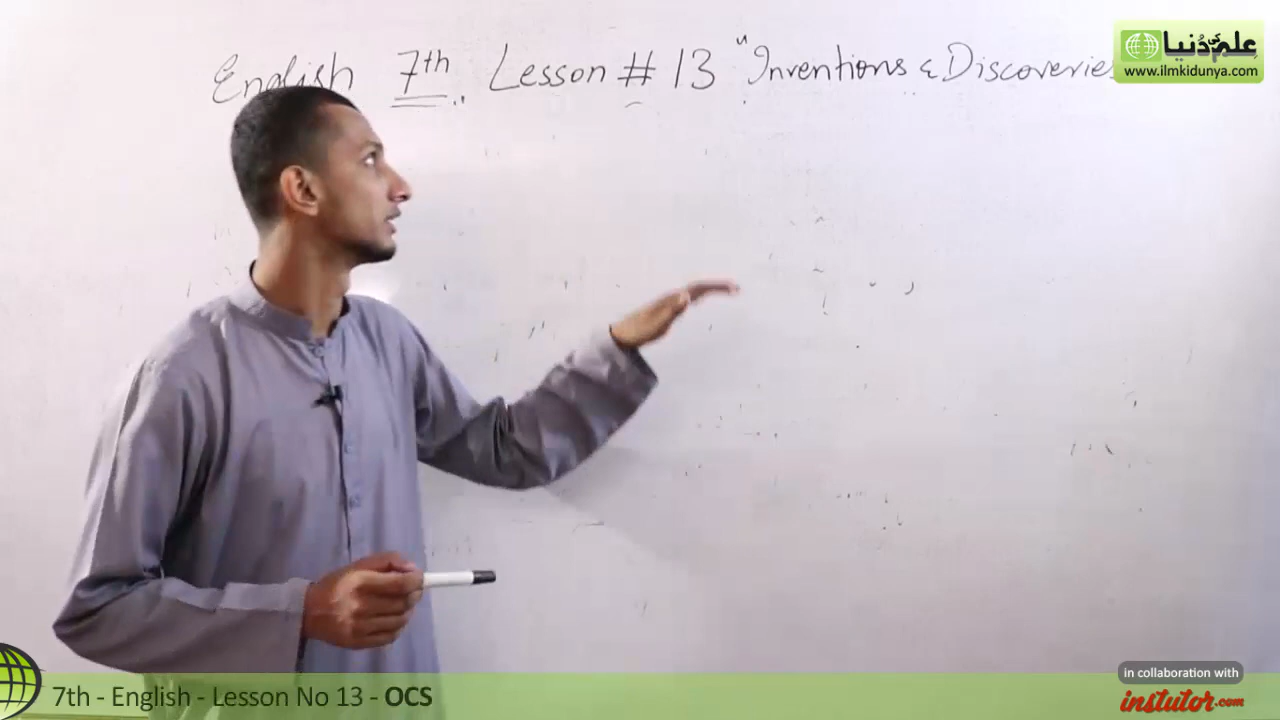 English 7th Lesson # 13 "Inventions & Discoveries
علم کی دنیا
www.ilmkidunya.com
7th - English - Lesson No 13 - OCS
in collaboration with
instutor.com